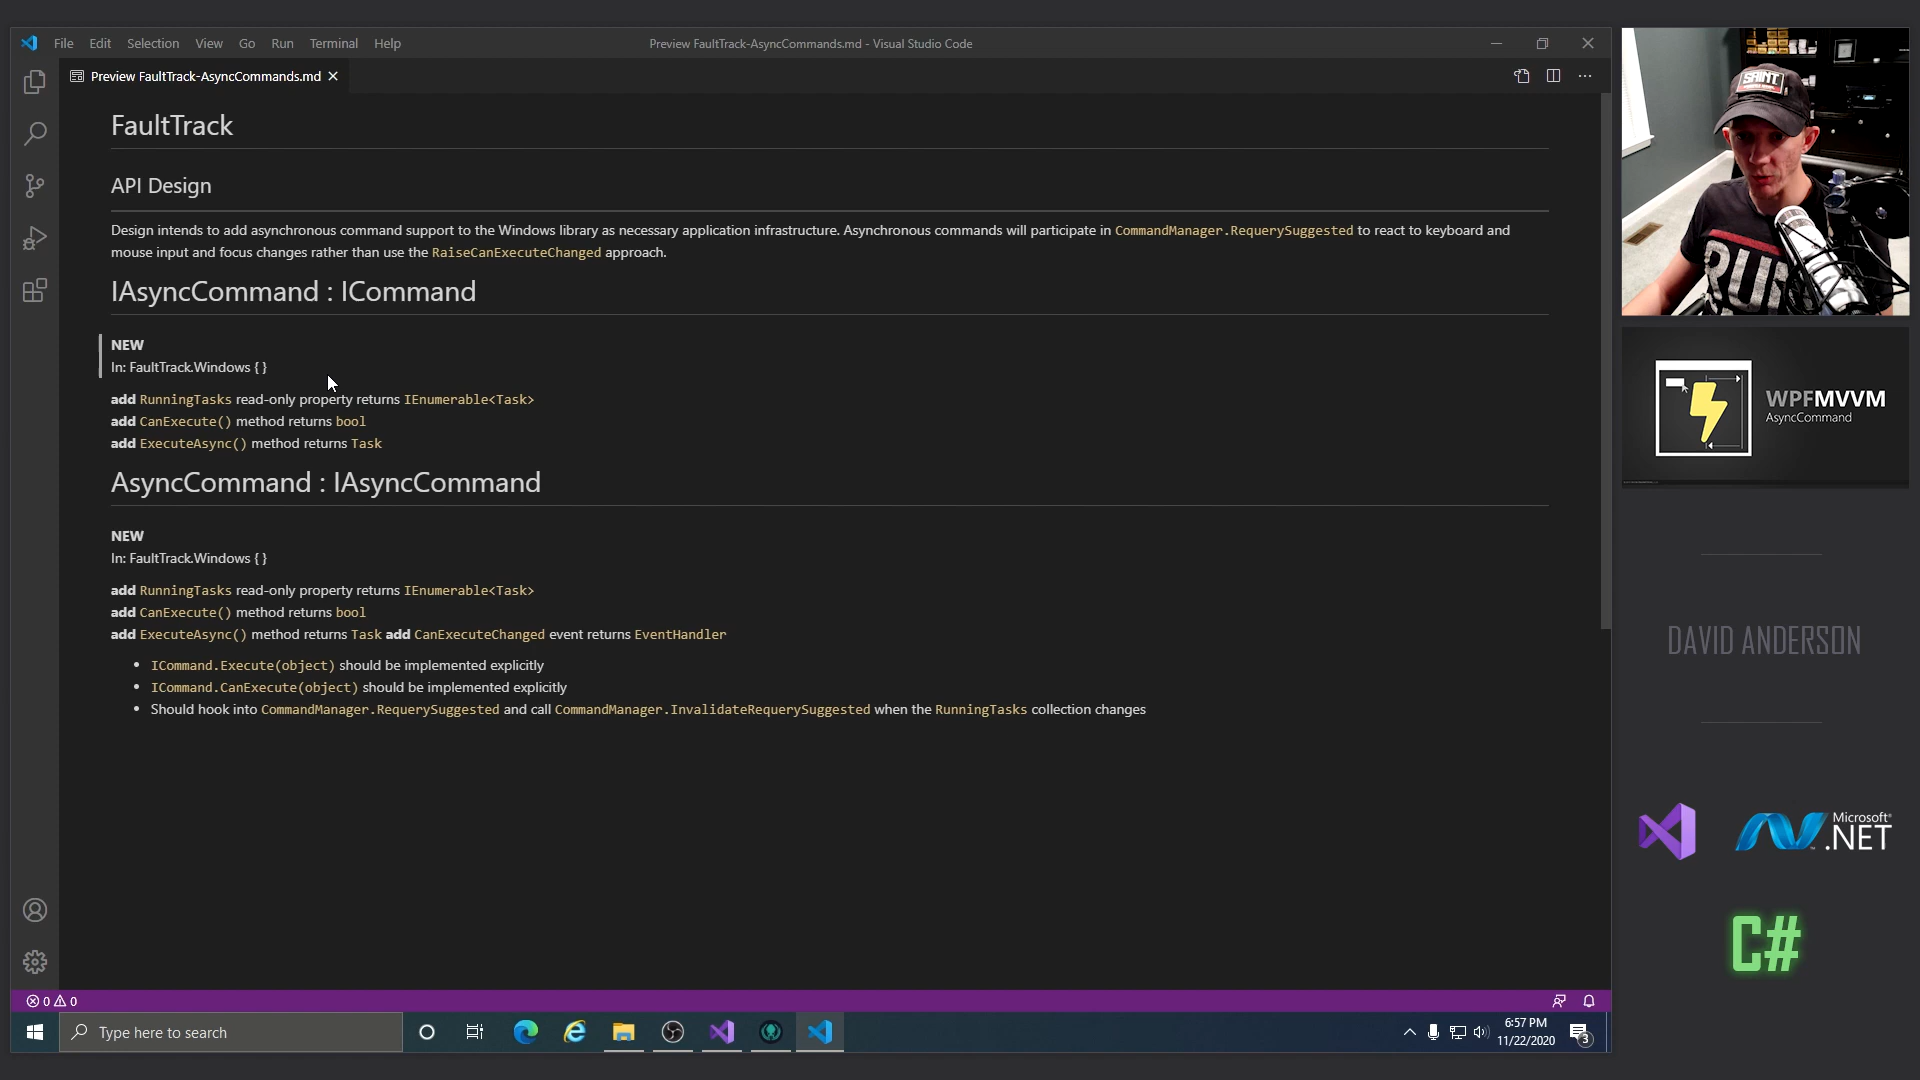 File Edit Selection View Go Run Terminal Help
Preview FaultTrack-AsyncCommands.md - Visual Studio Code
Preview FaultTrack-AsyncCommands.md
FaultTrack
API Design
Design intends to add asynchronous command support to the Windows library as necessary application infrastructure. Asynchronous commands will participate in CommandManager.RequerySuggested to react to keyboard and
mouse input and focus changes rather than use the RaiseCanExecuteChanged approach.
IAsyncCommand : ICommand
NEW
In: FaultTrack.Windows { }
add RunningTasks read-only property returns IEnumerable<Task>
add CanExecute() method returns bool
add ExecuteAsync() method returns Task
AsyncCommand : IAsyncCommand
NEW
In: FaultTrack.Windows { }
add RunningTasks read-only property returns IEnumerable<Task>
add CanExecute() method returns bool
add ExecuteAsync() method returns Task add CanExecuteChanged event returns EventHandler
• ICommand.Execute(object) should be implemented explicitly
• ICommand.CanExecute(object) should be implemented explicitly
• Should hook into CommandManager.RequerySuggested and call CommandManager.InvalidateRequerySuggested when the RunningTasks collection changes
0 0
Type here to search
6:57 PM
11/22/2020
3
SAINT
RUN
WPFMVVM
AsyncCommand
DAVID ANDERSON
Microsoft®
.NET
C#